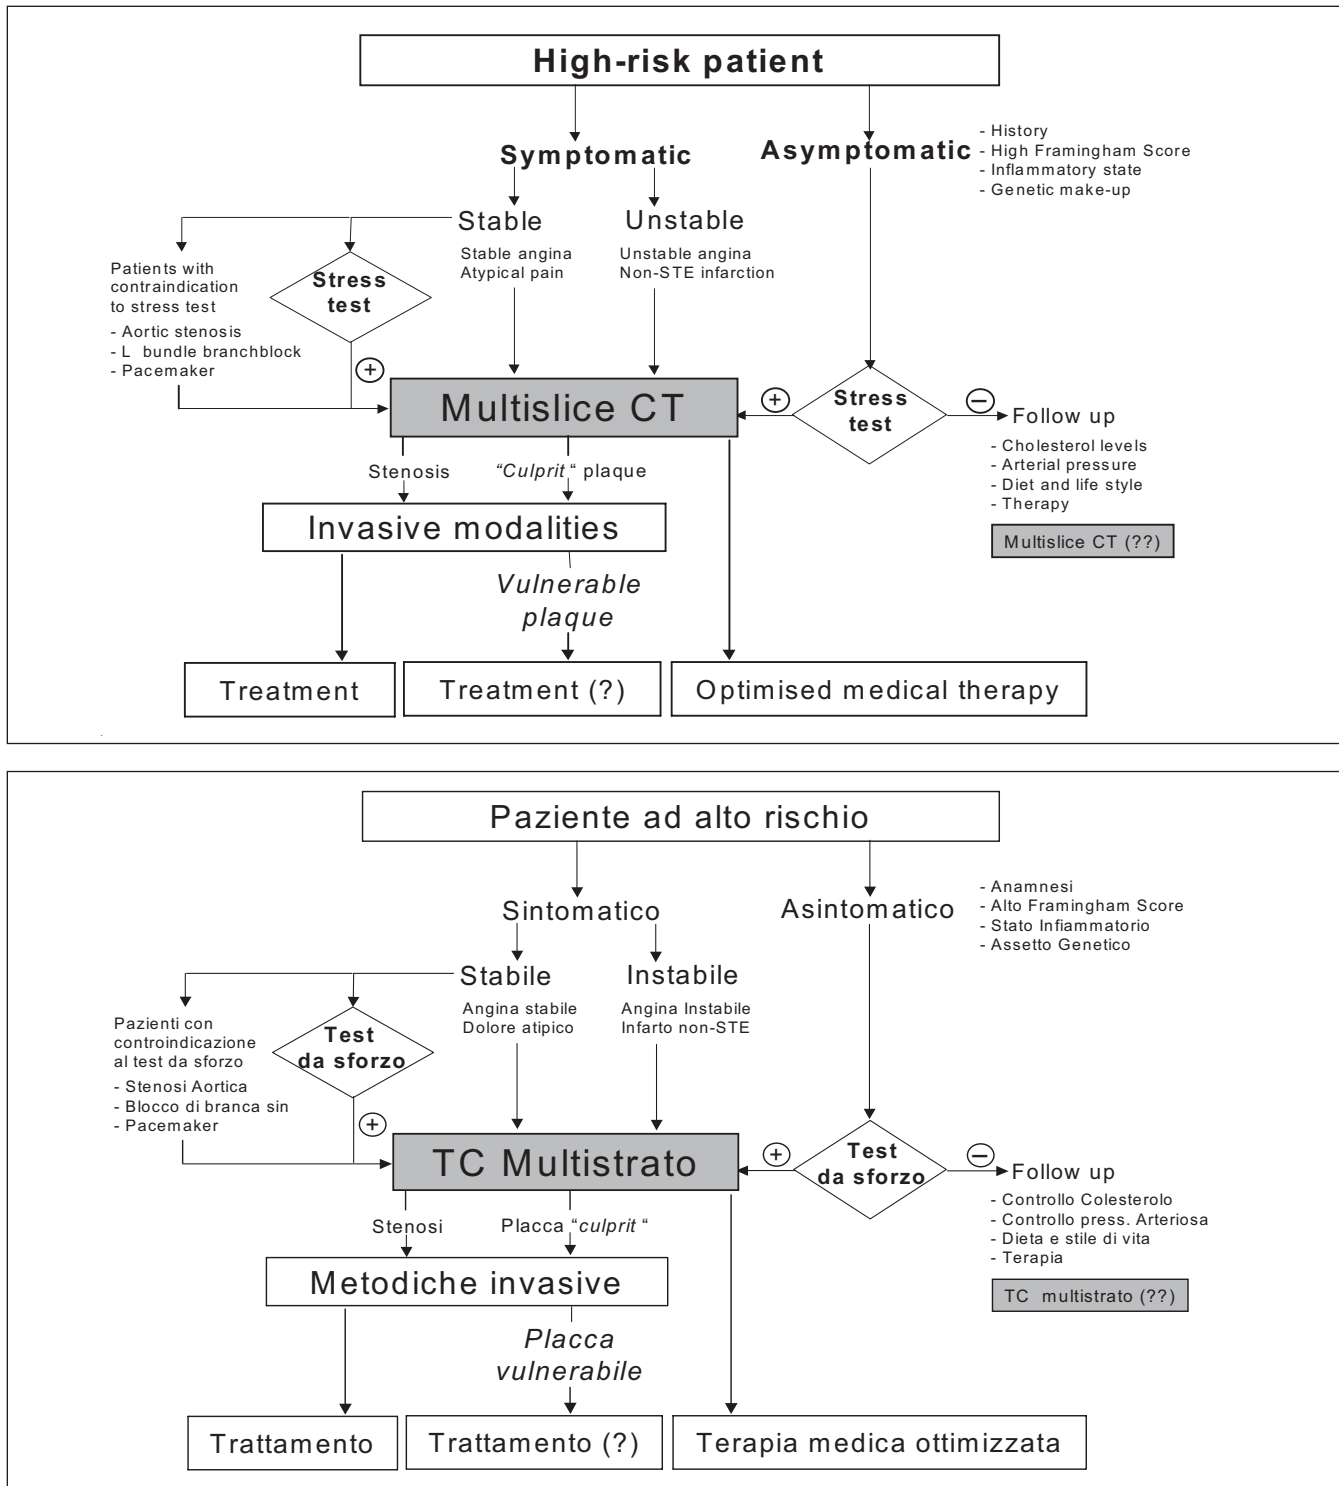 High-risk patient
Symptomatic
Asymptomatic
- History
- High Framingham Score
- Inflammatory state
- Genetic make-up
Stable
Unstable
Stable angina
Atypical pain
Unstable angina
Non-STE infarction
Patients with
contraindication
to stress test
- Aortic stenosis
- L bundle branchblock
- Pacemaker
Stress
test
+
Multislice CT
+
Stress
test
−
Follow up
- Cholesterol levels
- Arterial pressure
- Diet and life style
- Therapy
Multislice CT (??)
Stenosis
“Culprit “ plaque
Invasive modalities
Vulnerable
plaque
Treatment
Treatment (?)
Optimised medical therapy
Paziente ad alto rischio
Sintomatico
Asintomatico
- Anamnesi
- Alto Framingham Score
- Stato Infiammatorio
- Assetto Genetico
Stabile
Instabile
Angina stabile
Dolore atipico
Angina Instabile
Infarto non-STE
Pazienti con
controindicazione
al test da sforzo
- Stenosi Aortica
- Blocco di branca sin
- Pacemaker
Test
da sforzo
+
TC Multistrato
+
Test
da sforzo
−
Follow up
- Controllo Colesterolo
- Controllo press. Arteriosa
- Dieta e stile di vita
- Terapia
TC multistrato (??)
Stenosi
Placca “culprit “
Metodiche invasive
Placca
vulnerabile
Trattamento
Trattamento (?)
Terapia medica ottimizzata